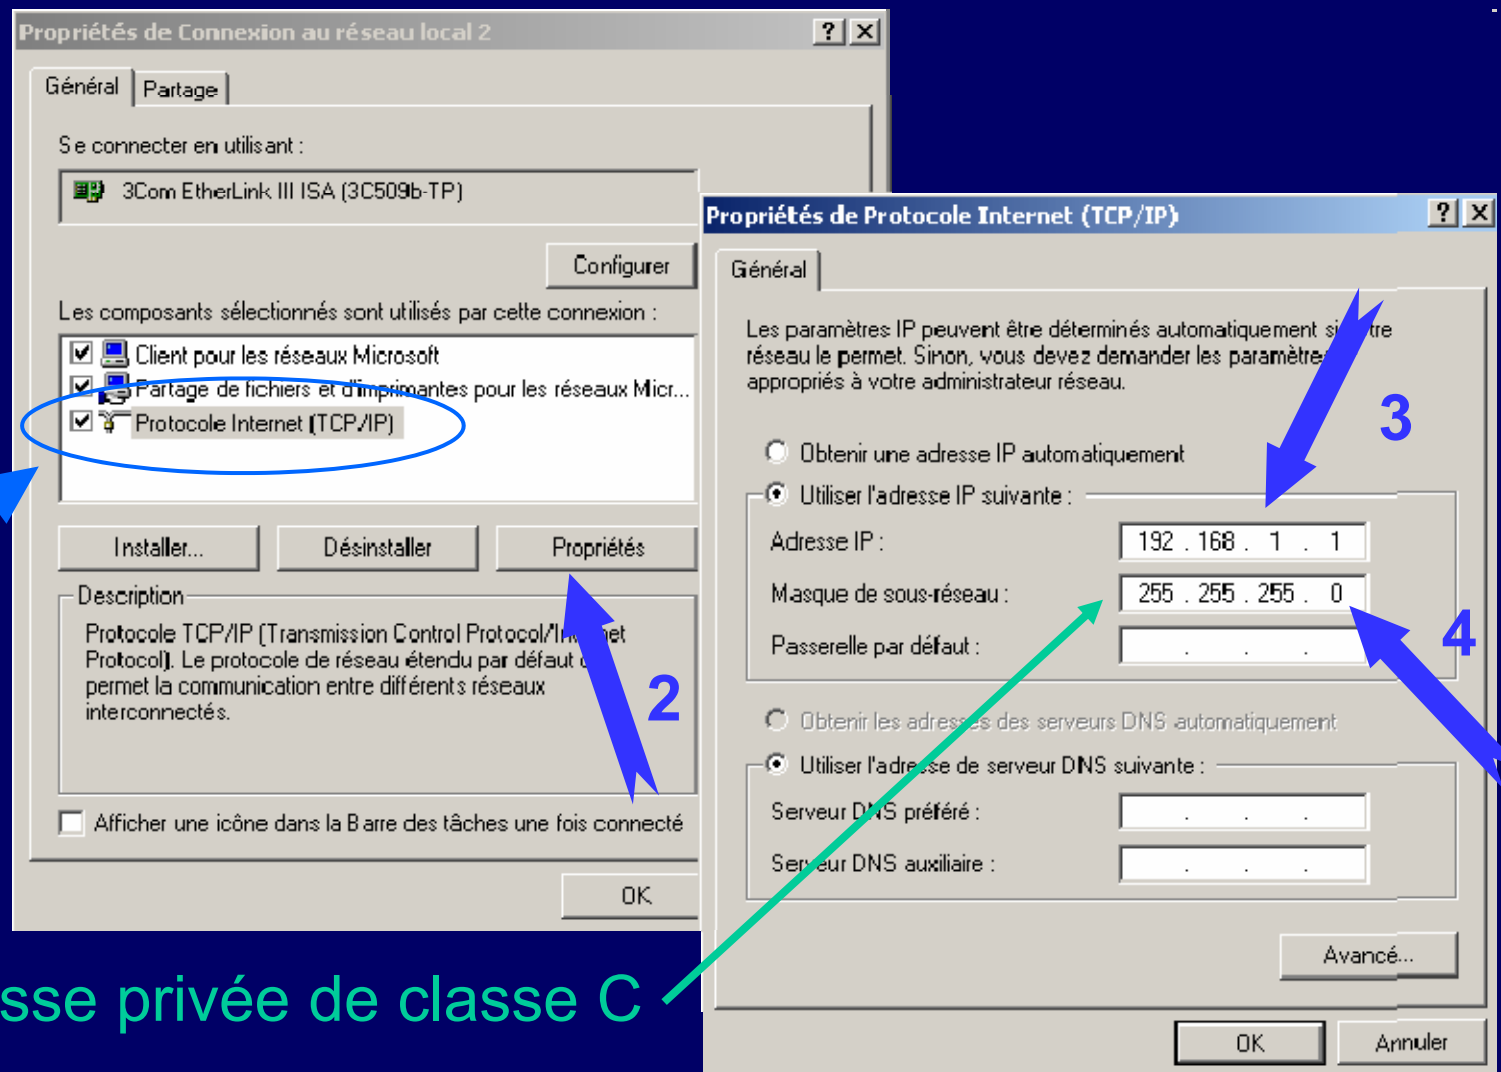 Propriétés de Connexion au réseau local 2
Général
Partage
Se connecter en utilisant :
3Com EtherLink III ISA (3C509b-TP)
Configurer
Les composants sélectionnés sont utilisés par cette connexion :
Client pour les réseaux Microsoft
Partage de fichiers et d'imprimantes pour les réseaux Micr...
Protocole Internet (TCP/IP)
Installer...
Désinstaller
Propriétés
Description
Protocole TCP/IP (Transmission Control Protocol/
Protocol). Le protocole de réseau étendu par défaut
permet la communication entre différents réseaux
interconnectés.
2
Afficher une icône dans la Barre des tâches une fois connecté
OK
Propriétés de Protocole Internet (TCP/IP)
Général
Les paramètres IP peuvent être déterminés automatiquement si
réseau le permet. Sinon, vous devez demander les paramètres
appropriés à votre administrateur réseau.
3
Obtenir une adresse IP automatiquement
Utiliser l'adresse IP suivante :
Adresse IP : 192 . 168 . 1 . 1
Masque de sous-réseau : 255 . 255 . 255 . 0
4
Passerelle par défaut : . . .
Obtenir les adresses des serveurs DNS automatiquement
Utiliser l'adresse de serveur DNS suivante :
Serveur DNS préféré : . . .
Serveur DNS auxiliaire : . . .
Avancé...
OK
Annuler
sse privée de classe C